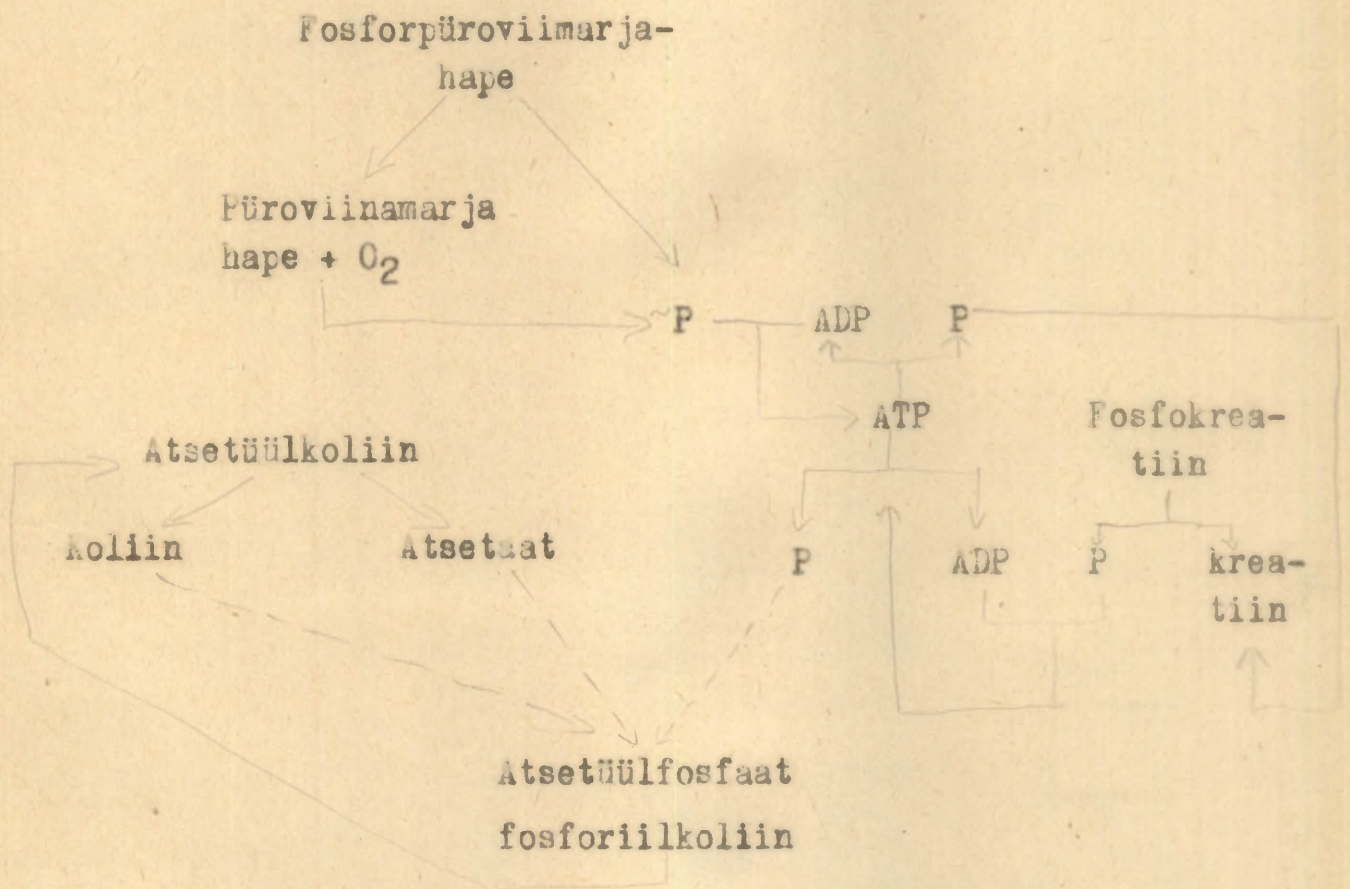 Fosforpüroviimarja-
hape
Püroviinamarja
hape + O2
~P ADP P
ATP
Fosfokrea-
tiin
Atsetüülkoliin
Koliin Atsetaat
P ADP P krea-
tiin
Atsetüülfosfaat
fosforiilkoliin